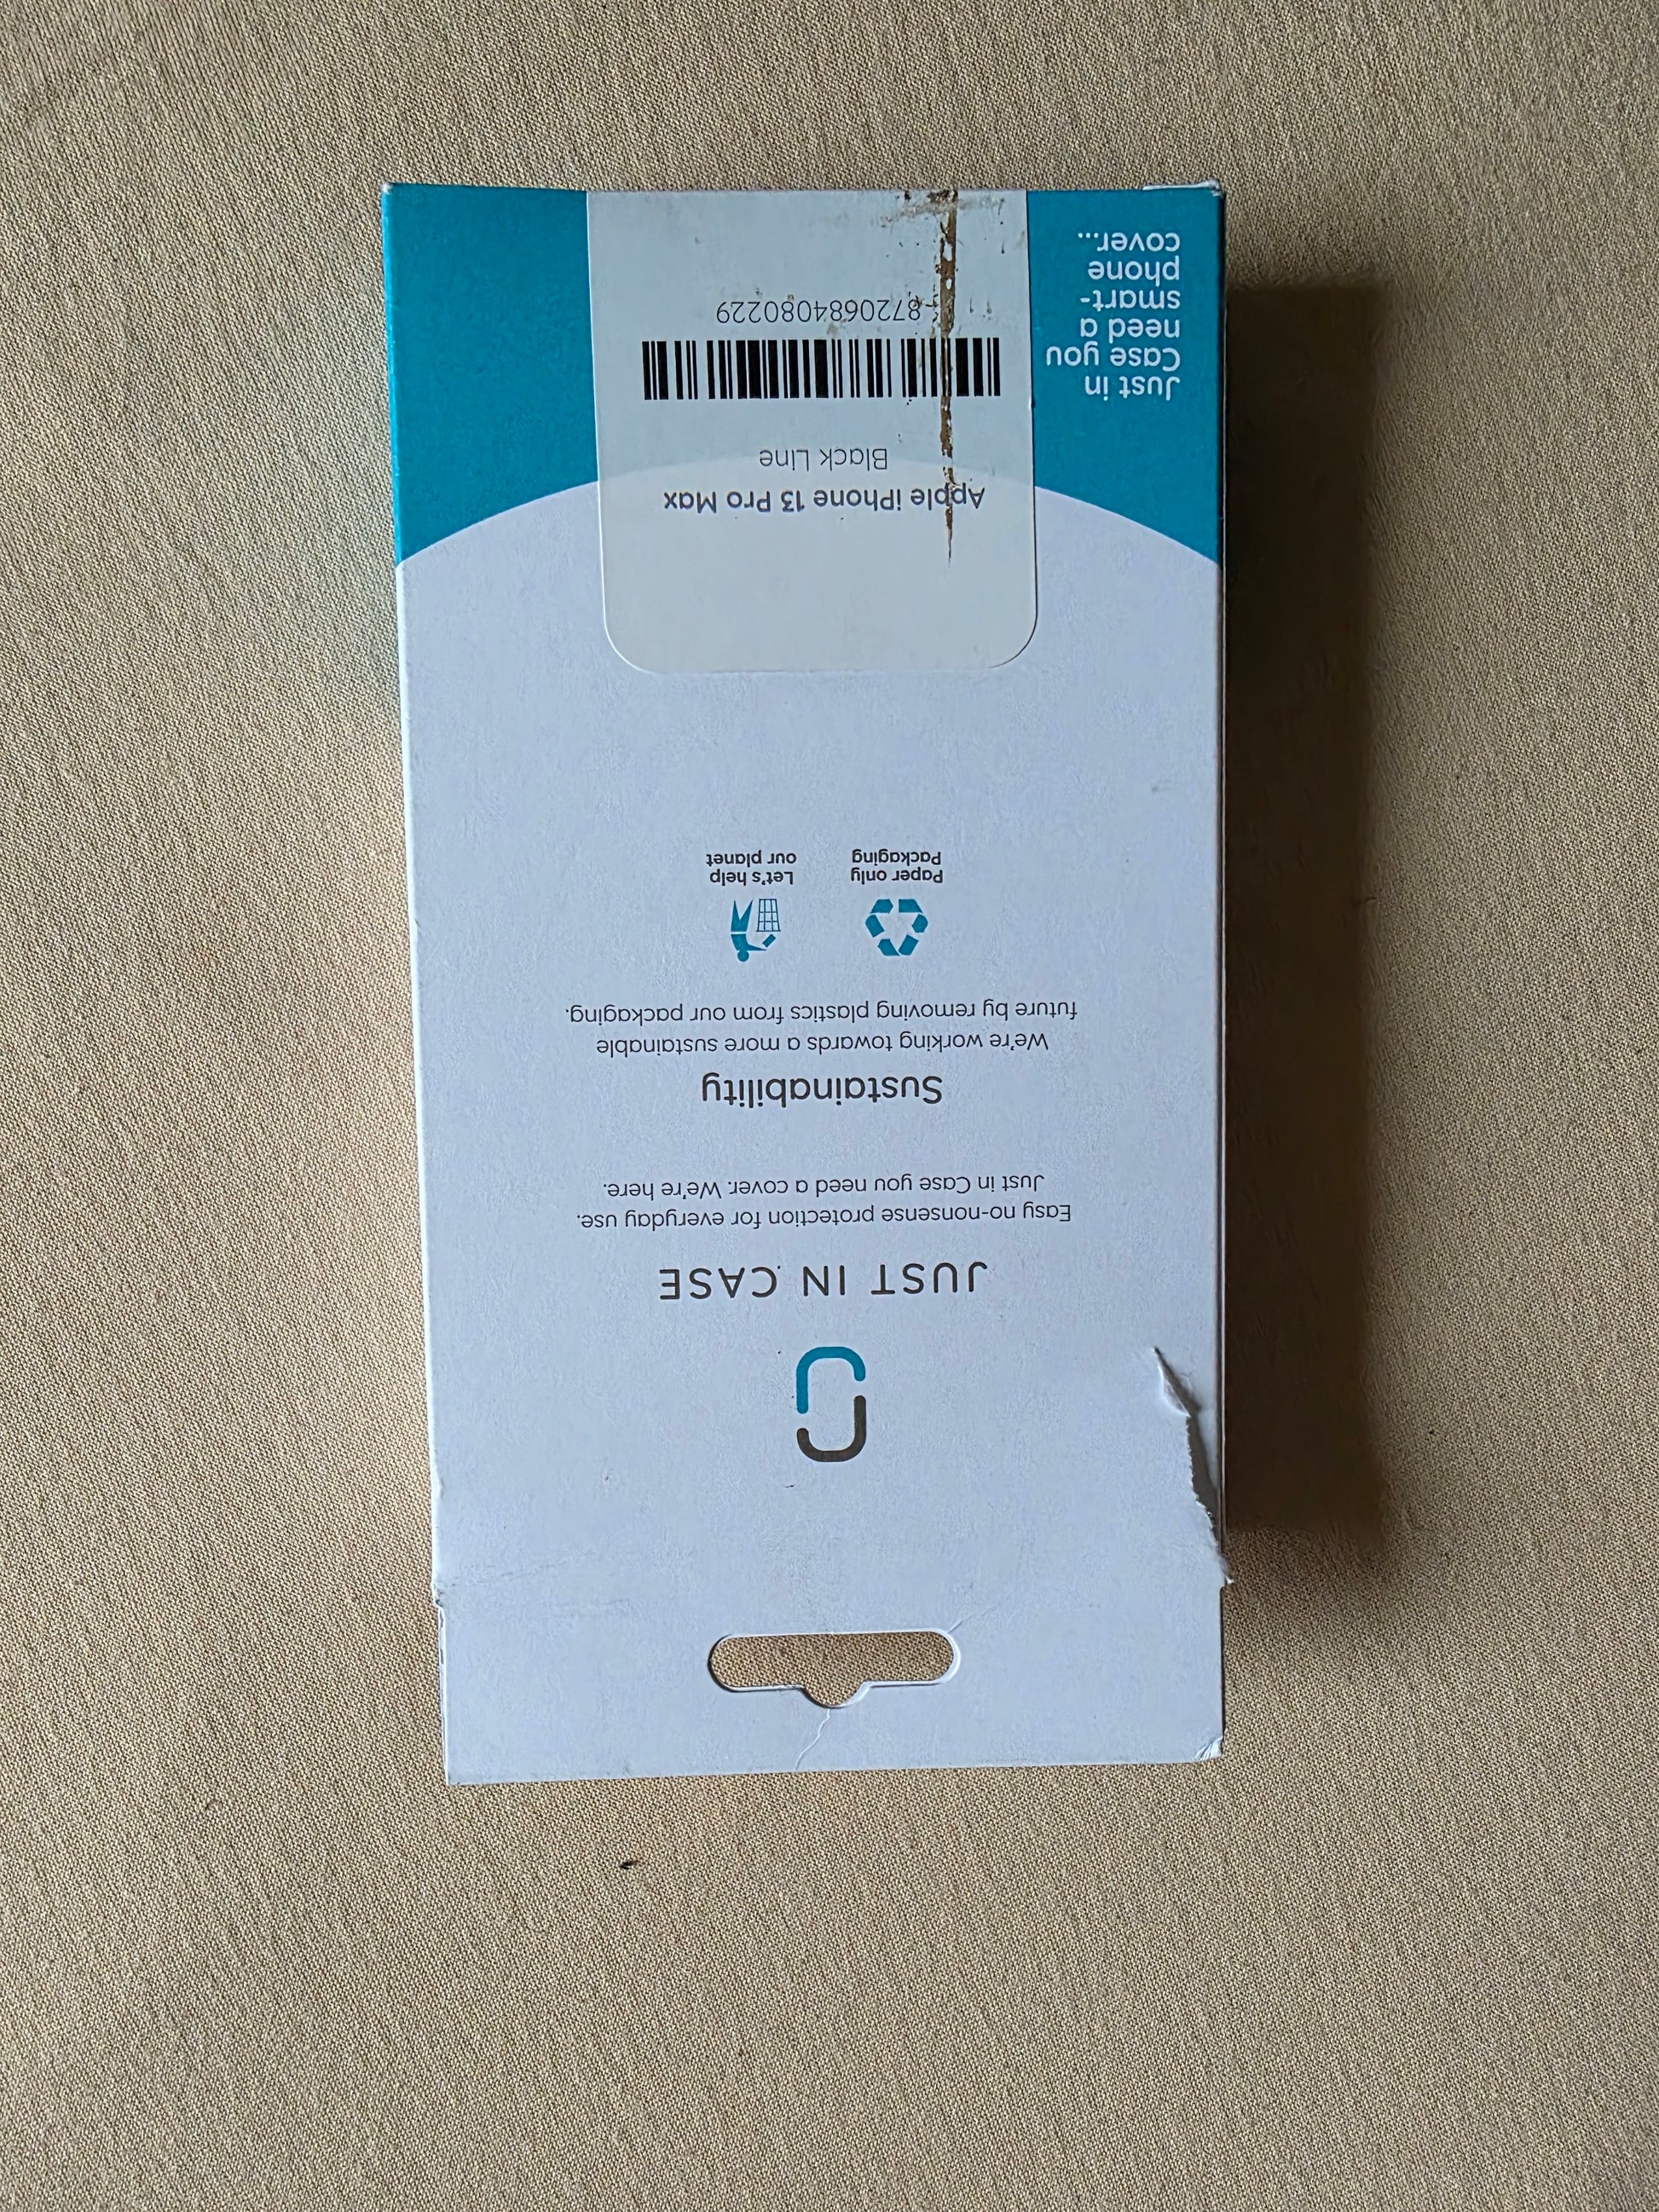 JUST IN CASE
Easy no-nonsense protection for everyday use.
Just in Case you need a cover. We're here.
Sustainability
We're working towards a more sustainable
future by removing plastics from our packaging.
Paper only
Packaging
Let's help
our planet
Apple iPhone 13 Pro Max
Black Line
8720684080229
Just in
Case you
need a
smart-
phone
cover...